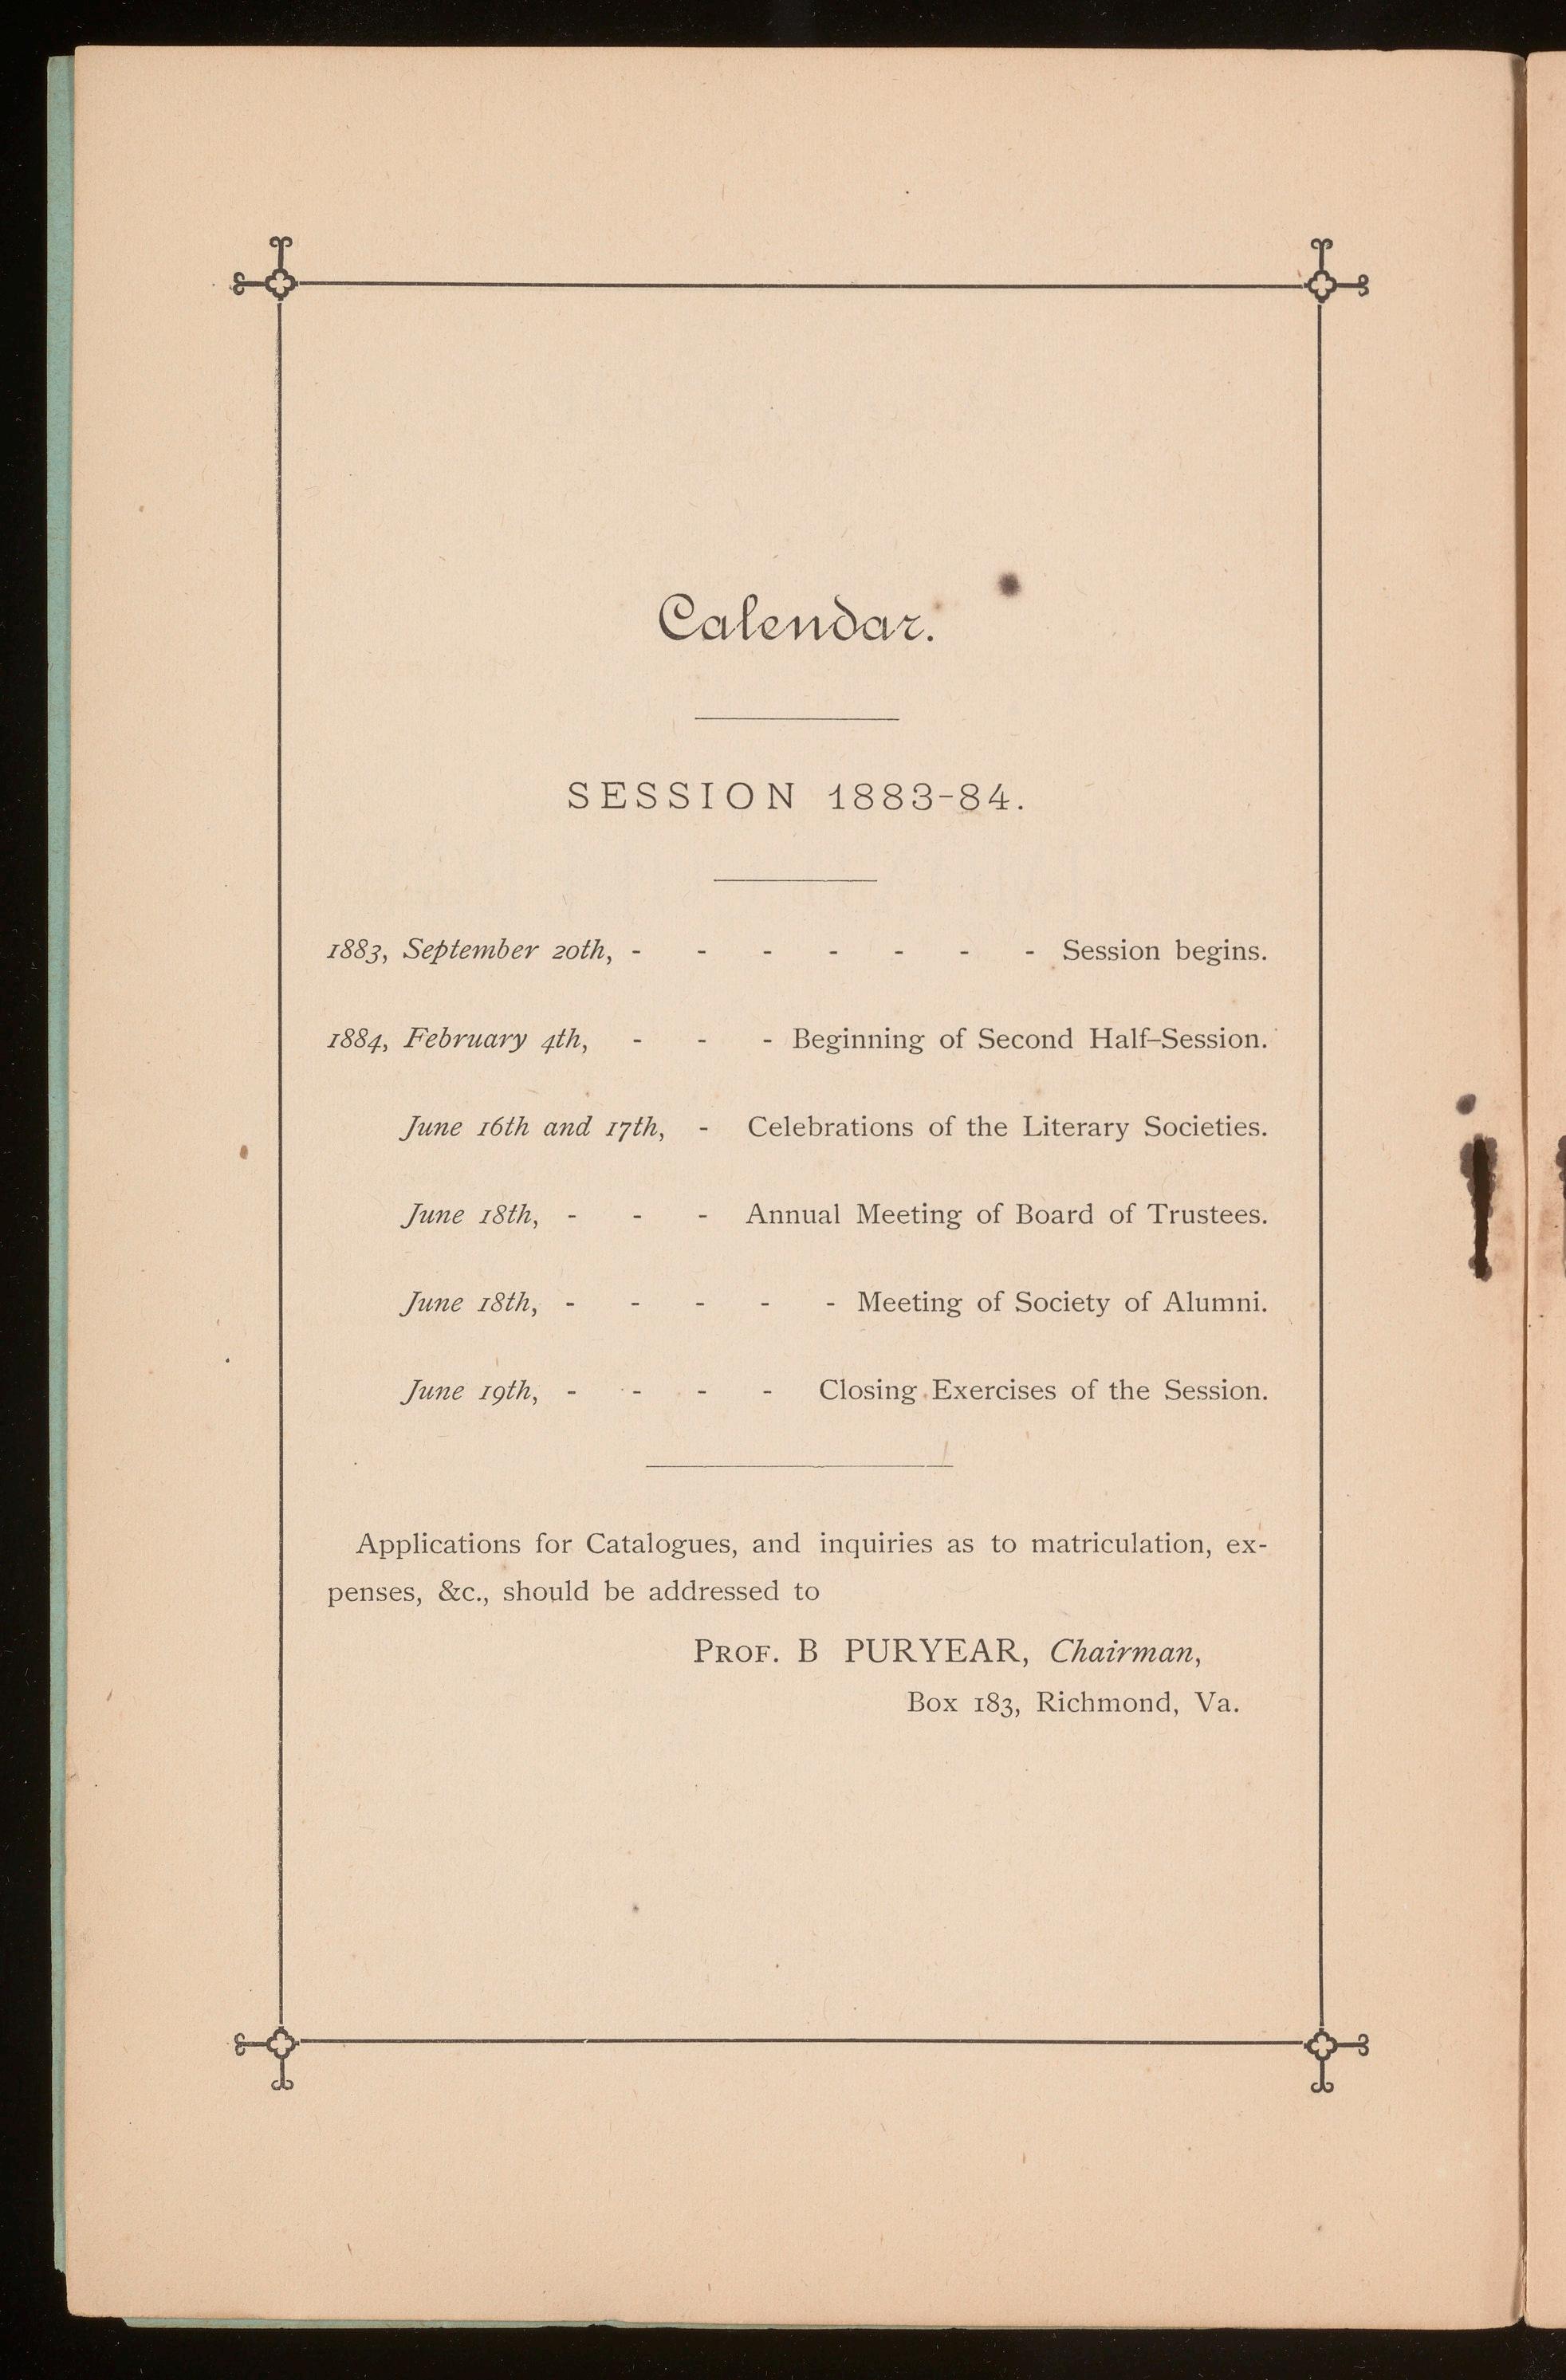 Calendar.
SESSION 1883-84.
1883, September 20th, - - - - - - - Session begins.
1884, February 4th, - - - Beginning of Second Half-Session.
June 16th and 17th, - Celebrations of the Literary Societies.
June 18th, - - - Annual Meeting of Board of Trustees.
June 18th, - - - - - Meeting of Society of Alumni.
June 19th, - - - - Closing Exercises of the Session.
Applications for Catalogues, and inquiries as to matriculation, ex-
penses, &c., should be addressed to
PROF. B PURYEAR, Chairman,
Box 183, Richmond, Va.